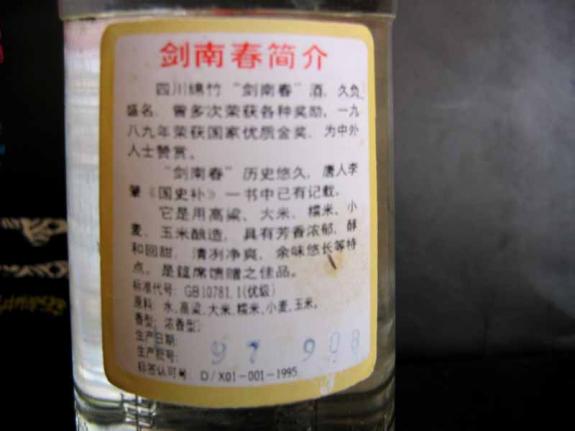 剑南春简介
四川绵竹“剑南春”酒，久负
盛名，曾多次荣获各种奖励，一九
八九年荣获国家优质金奖，为中外
人士赞赏。
“剑南春”历史悠久，唐人李
肇《国史补》一书中已有记载。
它是用高粱、大米、糯米、小
麦、玉米酿造，具有芳香浓郁，醇
和回甜，清冽净爽，余味悠长等特
点，是筵席馈赠之佳品。
标准代号：GB10781.1(优级)
原料：水、高粱、大米、糯米、小麦、玉米。
香型：浓香型：
生产日期：
生产批号：
97 9
标签认可号 D/X01-001-1995